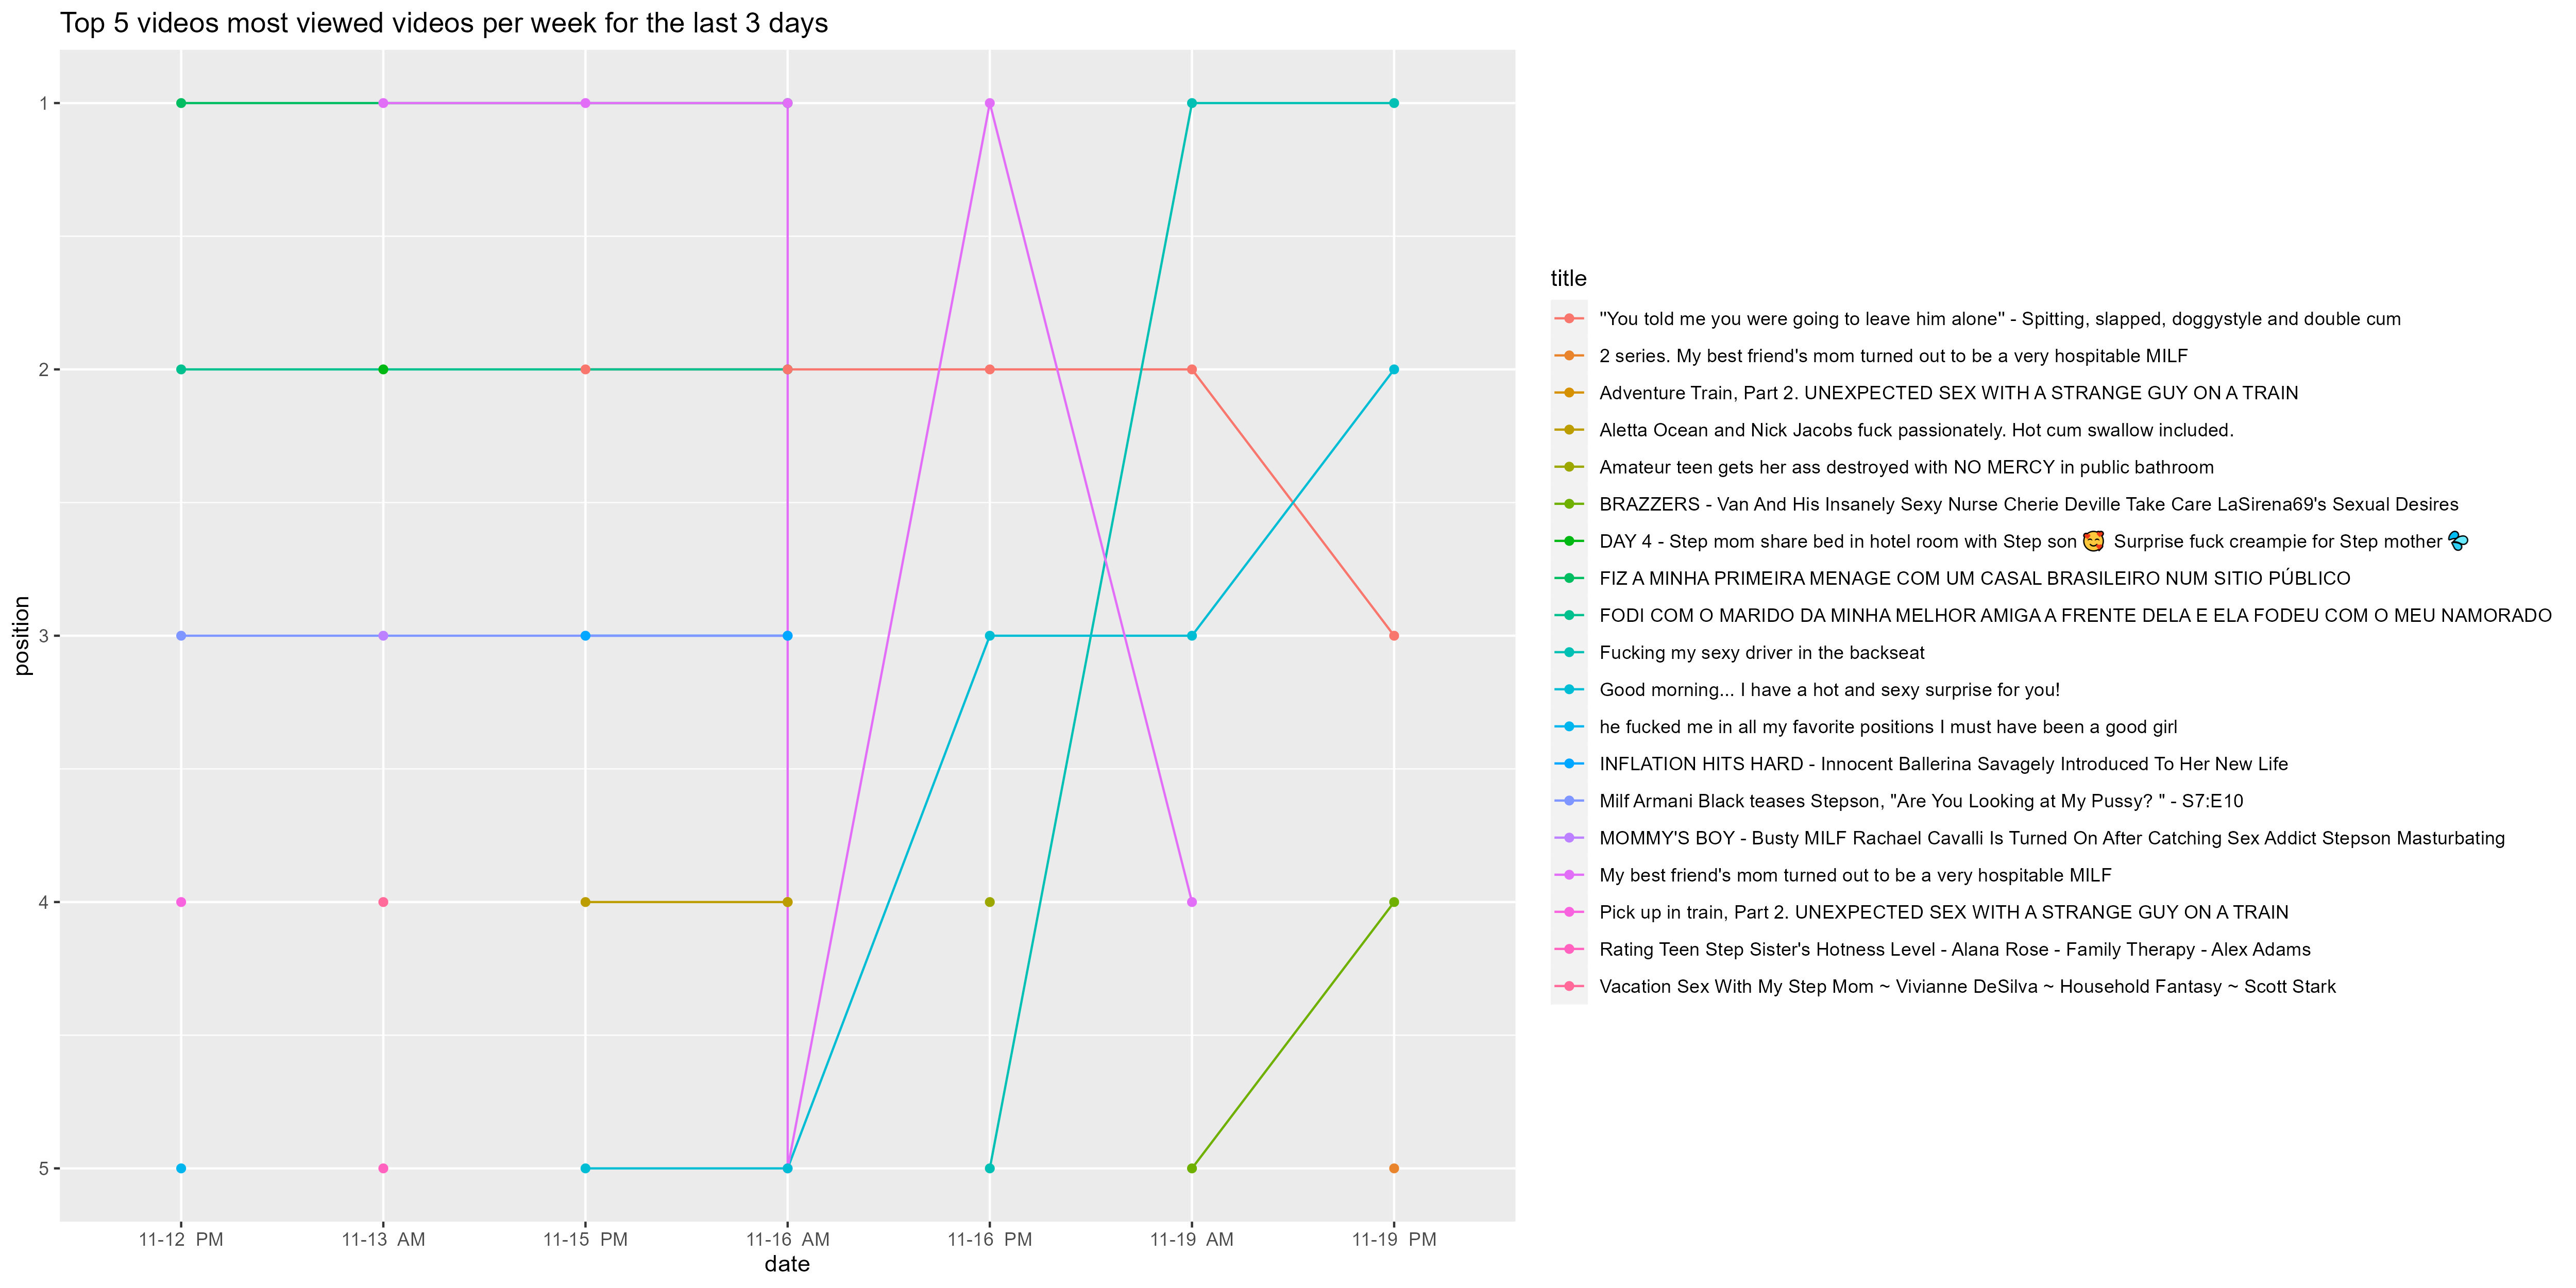 Top 5 videos most viewed videos per week for the last 3 days
position
1
2
3
4
5
11-12 PM
11-13 AM
11-15 PM
11-16 AM
11-16 PM
11-19 AM
11-19 PM
date
title
"You told me you were going to leave him alone" - Spitting, slapped, doggystyle and double cum
2 series. My best friend's mom turned out to be a very hospitable MILF
Adventure Train, Part 2. UNEXPECTED SEX WITH A STRANGE GUY ON A TRAIN
Aletta Ocean and Nick Jacobs fuck passionately. Hot cum swallow included.
Amateur teen gets her ass destroyed with NO MERCY in public bathroom
BRAZZERS - Van And His Insanely Sexy Nurse Cherie Deville Take Care LaSirena69's Sexual Desires
DAY 4 - Step mom share bed in hotel room with Step son 🥰 Surprise fuck creampie for Step mother 💦
FIZ A MINHA PRIMEIRA MENAGE COM UM CASAL BRASILEIRO NUM SITIO PÚBLICO
FODI COM O MARIDO DA MINHA MELHOR AMIGA A FRENTE DELA E ELA FODEU COM O MEU NAMORADO
Fucking my sexy driver in the backseat
Good morning... I have a hot and sexy surprise for you!
he fucked me in all my favorite positions I must have been a good girl
INFLATION HITS HARD - Innocent Ballerina Savagely Introduced To Her New Life
Milf Armani Black teases Stepson, "Are You Looking at My Pussy? " - S7:E10
MOMMY'S BOY - Busty MILF Rachael Cavalli Is Turned On After Catching Sex Addict Stepson Masturbating
My best friend's mom turned out to be a very hospitable MILF
Pick up in train, Part 2. UNEXPECTED SEX WITH A STRANGE GUY ON A TRAIN
Rating Teen Step Sister's Hotness Level - Alana Rose - Family Therapy - Alex Adams
Vacation Sex With My Step Mom ~ Vivianne DeSilva ~ Household Fantasy ~ Scott Stark